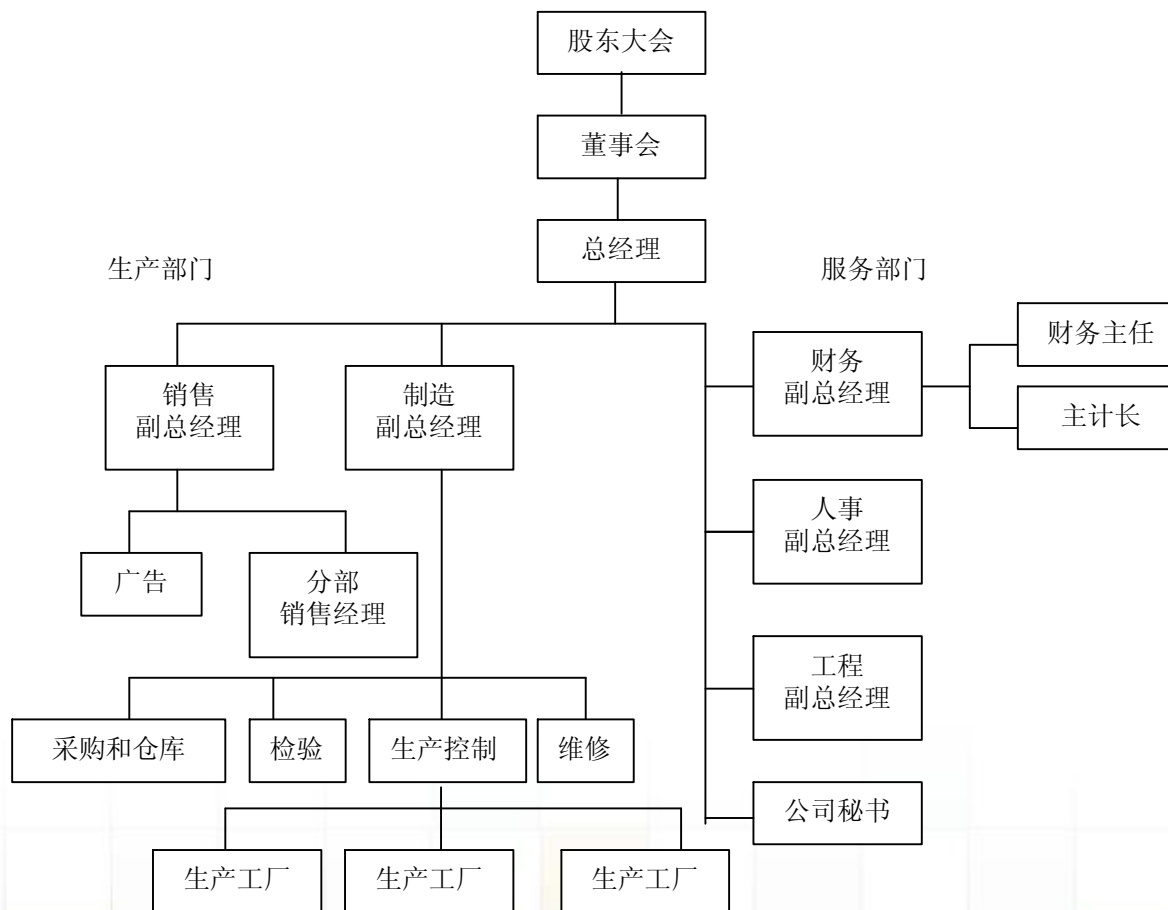 股东大会
董事会
总经理
生产部门
服务部门
销售
副总经理
制造
副总经理
财务
副总经理
财务主任
主计长
人事
副总经理
广告
分部
销售经理
工程
副总经理
采购和仓库
检验
生产控制
维修
公司秘书
生产工厂
生产工厂
生产工厂